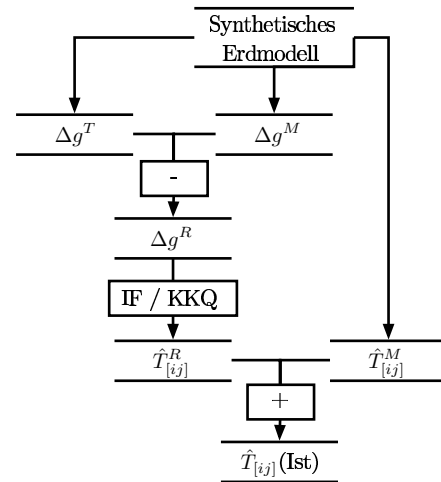 Synthetisches
Erdmodell
Δg^T
Δg^M
-
Δg^R
IF / KKQ
T̂^R_[ij]
T̂^M_[ij]
+
T̂_[ij](Ist)